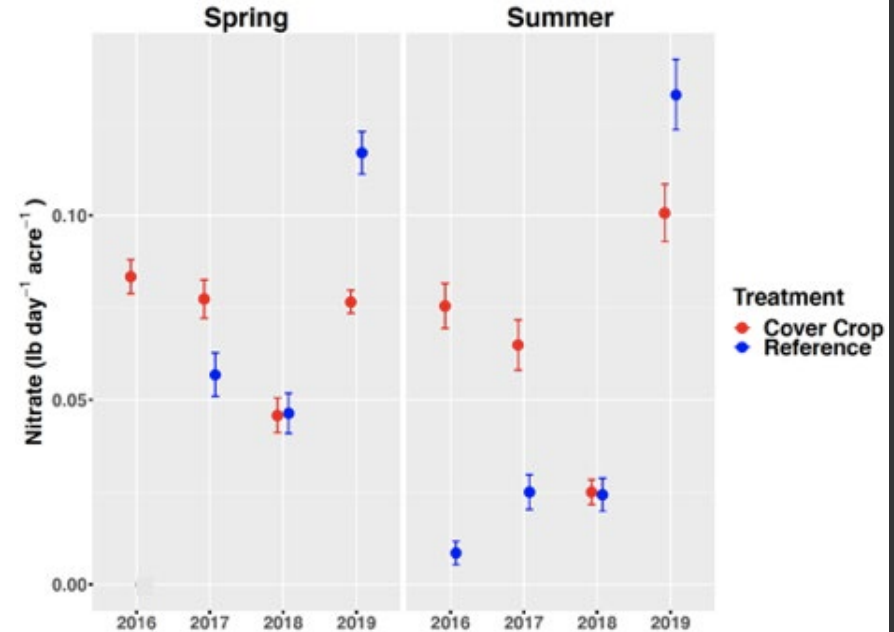 Spring Summer
Nitrate (lb day⁻¹ acre⁻¹ )
0.10
0.05
0.00
2016 2017 2018 2019 2016 2017 2018 2019
Treatment
Cover Crop
Reference